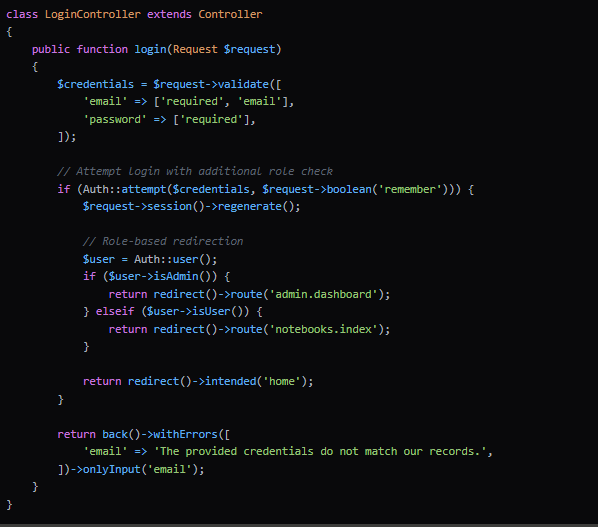 class LoginController extends Controller
{
    public function login(Request $request)
    {
        $credentials = $request->validate([
            'email' => ['required', 'email'],
            'password' => ['required'],
        ]);

        // Attempt login with additional role check
        if (Auth::attempt($credentials, $request->boolean('remember'))) {
            $request->session()->regenerate();

            // Role-based redirection
            $user = Auth::user();
            if ($user->isAdmin()) {
                return redirect()->route('admin.dashboard');
            } elseif ($user->isUser()) {
                return redirect()->route('notebooks.index');
            }

            return redirect()->intended('home');
        }

        return back()->withErrors([
            'email' => 'The provided credentials do not match our records.',
        ])->onlyInput('email');
    }
}